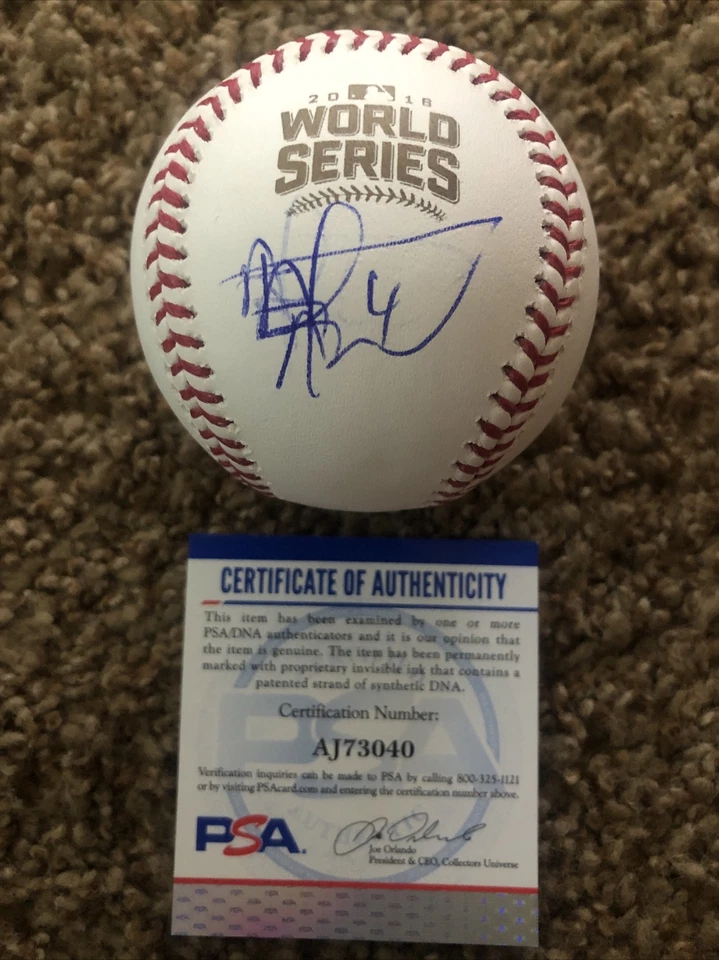 2016
WORLD
SERIES
4
CERTIFICATE OF AUTHENTICITY
This item has been examined by one or more
PSA/DNA authenticators and it is our opinion that
the item is genuine. The item has been permanently
marked with proprietary invisible ink that contains a
patented strand of synthetic DNA.
Certification Number:
AJ73040
Verification inquiries can be made to PSA by calling 800-325-1121
or by visiting PSAcard.com and entering the certification number above.
PSA.
Joe Orlando
President & CEO, Collectors Universe